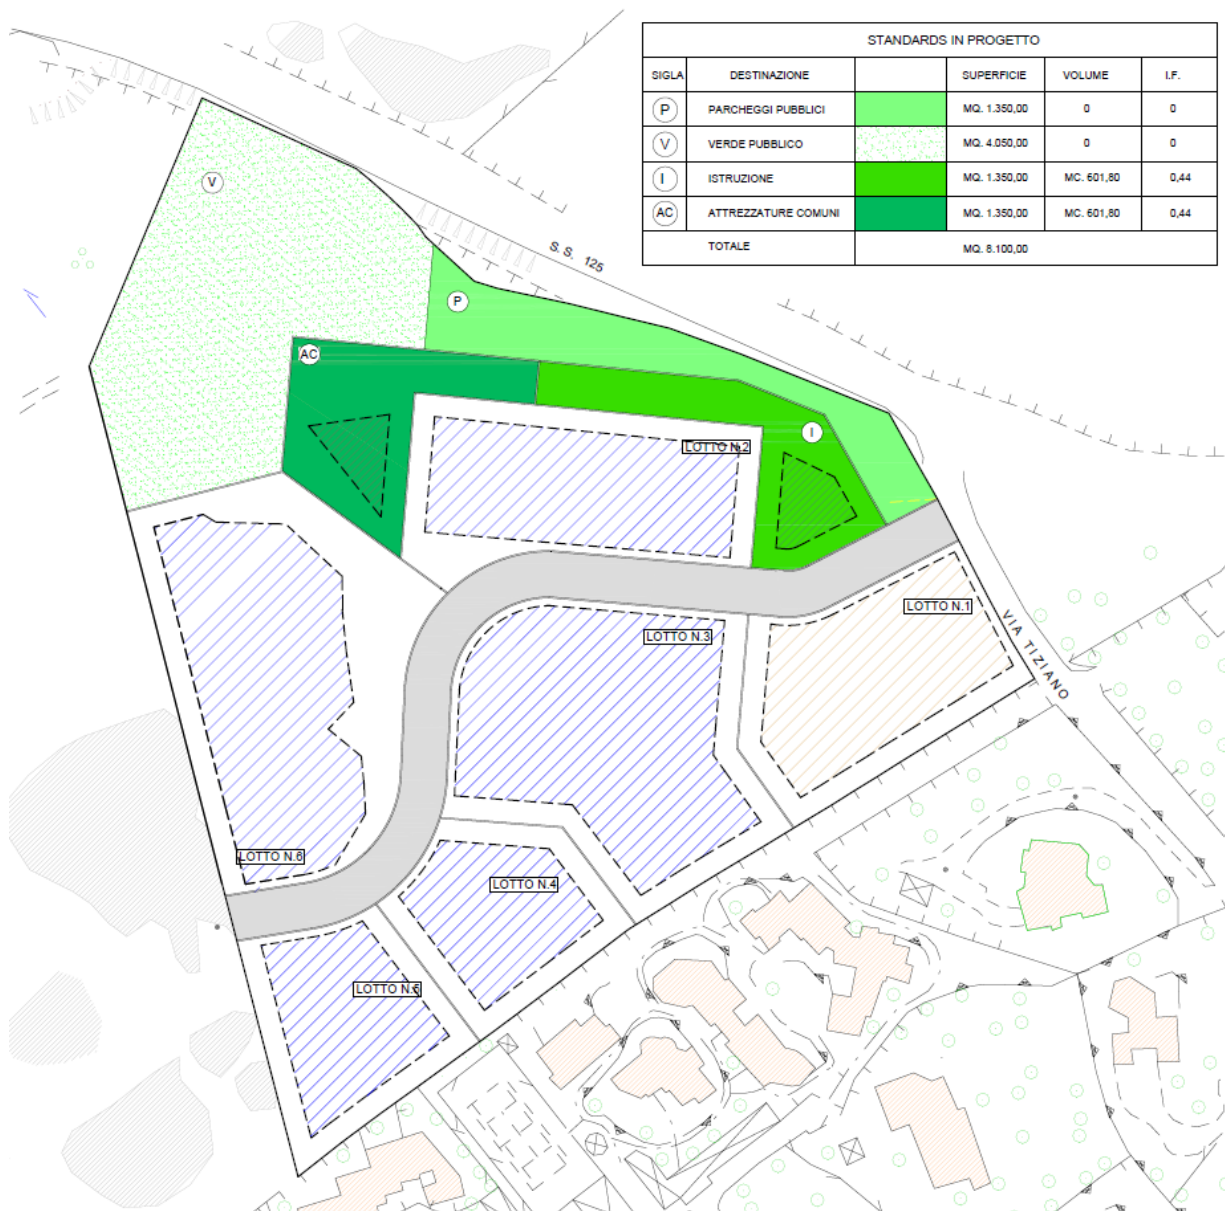 STANDARDS IN PROGETTO
SIGLA DESTINAZIONE SUPERFICIE VOLUME I.F.
P PARCHEGGI PUBBLICI MQ. 1.350,00 0 0
V VERDE PUBBLICO MQ. 4.050,00 0 0
I ISTRUZIONE MQ. 1.350,00 MC. 601,80 0,44
AC ATTREZZATURE COMUNI MQ. 1.350,00 MC. 601,80 0,44
TOTALE MQ. 8.100,00
V
S.S. 125
P
AC
I
LOTTO N.2
LOTTO N.1
VIA TIZIANO
LOTTO N.3
LOTTO N.6
LOTTO N.4
LOTTO N.5